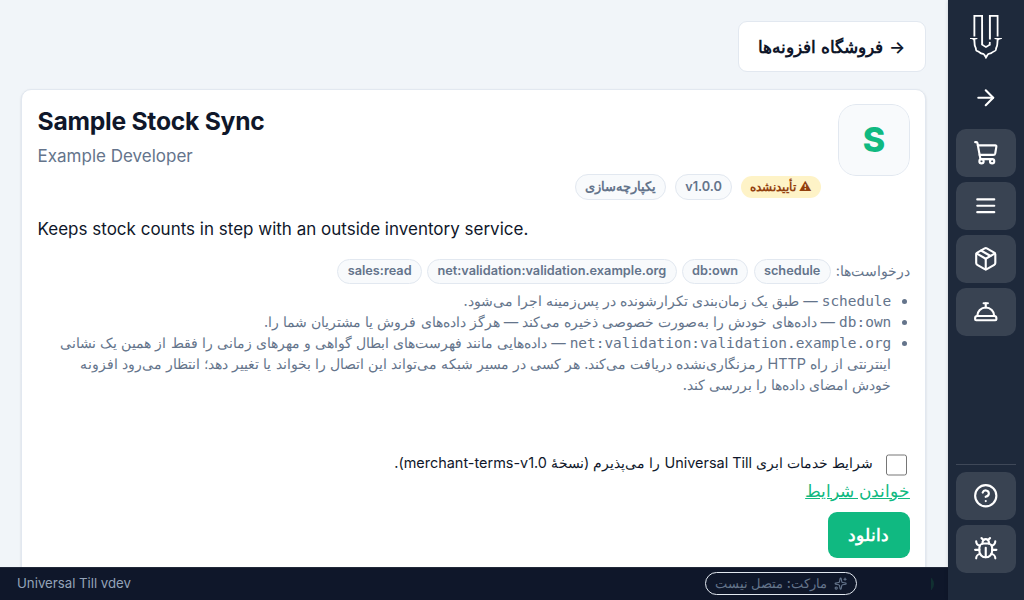 → فروشگاه افزونه‌ها
S
Sample Stock Sync
Example Developer
⚠ تأییدنشده
v1.0.0
یکپارچه‌سازی
Keeps stock counts in step with an outside inventory service.
درخواست‌ها: schedule db:own net:validation:validation.example.org sales:read
• schedule — طبق یک زمان‌بندی تکرارشونده در پس‌زمینه اجرا می‌شود.
• db:own — داده‌های خودش را به‌صورت خصوصی ذخیره می‌کند — هرگز داده‌های فروش یا مشتریان شما را.
• net:validation:validation.example.org — داده‌هایی مانند فهرست‌های ابطال گواهی و مهرهای زمانی را فقط از همین یک نشانی
اینترنتی از راه HTTP رمزنگاری‌نشده دریافت می‌کند. هر کسی در مسیر شبکه می‌تواند این اتصال را بخواند یا تغییر دهد؛ انتظار می‌رود افزونه
خودش امضای داده‌ها را بررسی کند.
شرایط خدمات ابری Universal Till را می‌پذیرم (نسخهٔ merchant-terms-v1.0).
خواندن شرایط
دانلود
مارکت: متصل نیست
Universal Till vdev